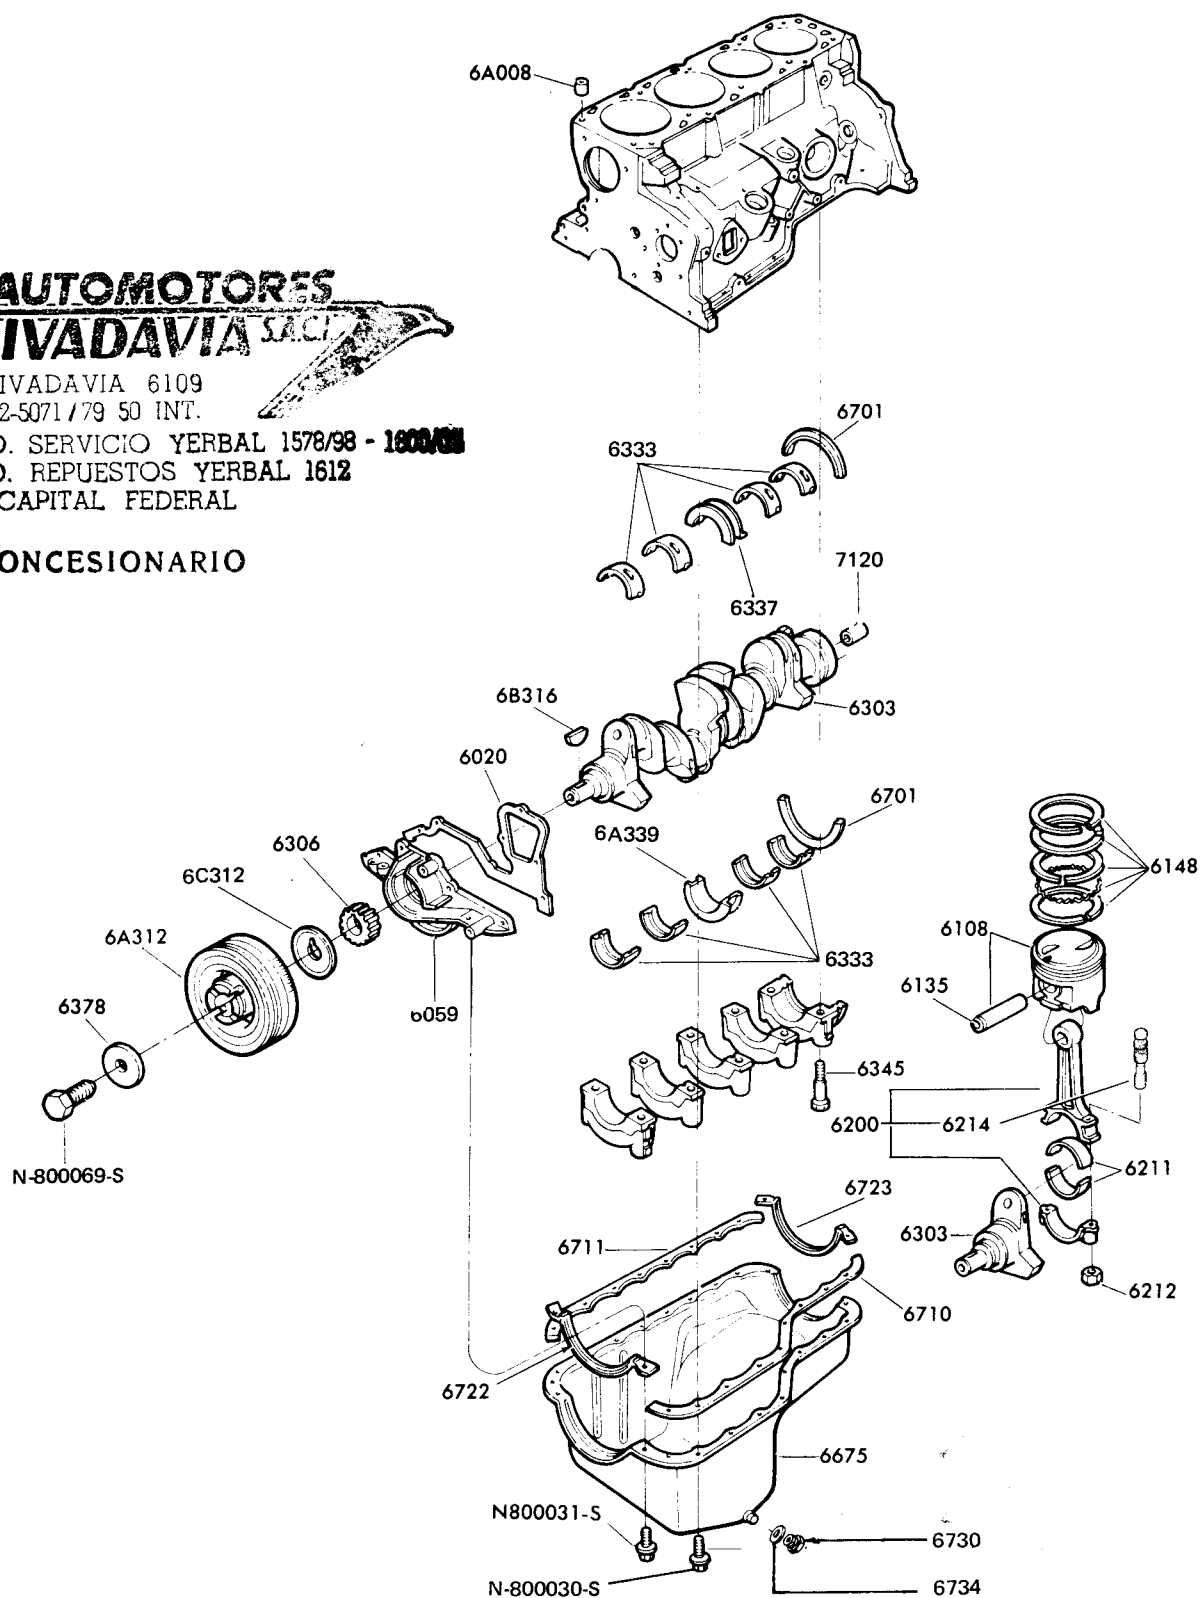 6A008
AUTOMOTORES
IVADAVIA S.A.C.I.
IVADAVIA 6109
2-5071/79 50 INT.
O. SERVICIO YERBAL 1578/98 -
O. REPUESTOS YERBAL 1612
CAPITAL FEDERAL
ONCESIONARIO
6701
6333
7120
6337
6B316
6303
6020
6701
6A339
6306
6148
6C312
6108
6A312
6333
6135
6378
6059
6345
6200
6214
N-800069-S
6211
6723
6303
6711
6212
6710
6722
6675
N800031-S
6730
N-800030-S
6734